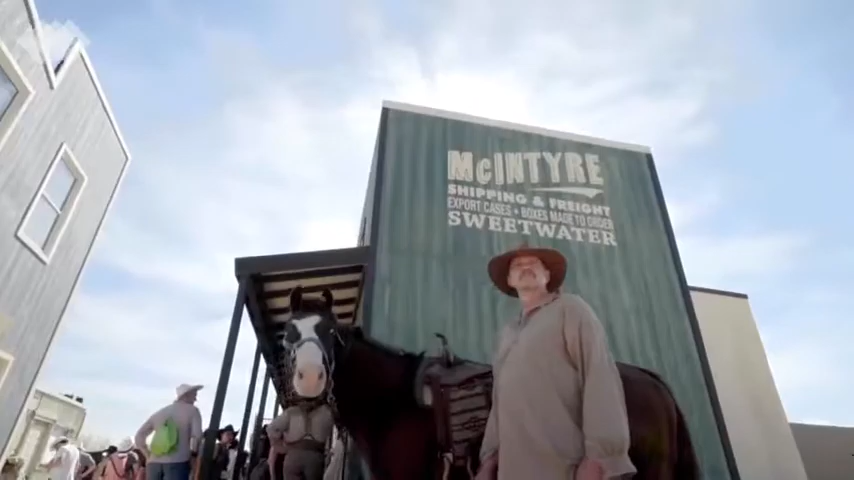 McINTYRE
SHIPPING & FREIGHT
EXPORT CASES • BOXES MADE TO ORDER
SWEETWATER